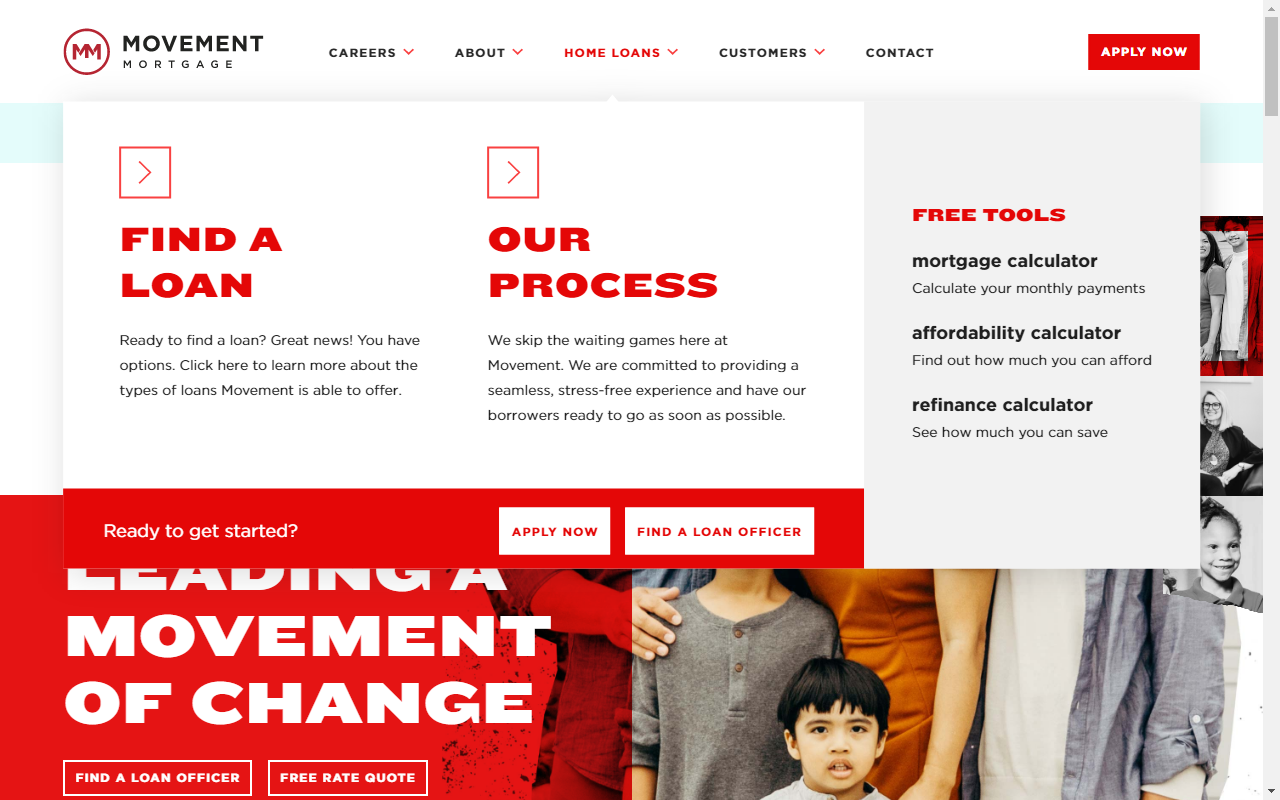 MOVEMENT
MORTGAGE
CAREERS
ABOUT
HOME LOANS
CUSTOMERS
CONTACT
APPLY NOW
FIND A
LOAN
Ready to find a loan? Great news! You have
options. Click here to learn more about the
types of loans Movement is able to offer.
OUR
PROCESS
We skip the waiting games here at
Movement. We are committed to providing a
seamless, stress-free experience and have our
borrowers ready to go as soon as possible.
FREE TOOLS
mortgage calculator
Calculate your monthly payments
affordability calculator
Find out how much you can afford
refinance calculator
See how much you can save
Ready to get started?
APPLY NOW
FIND A LOAN OFFICER
LEADING A
MOVEMENT
OF CHANGE
FIND A LOAN OFFICER
FREE RATE QUOTE